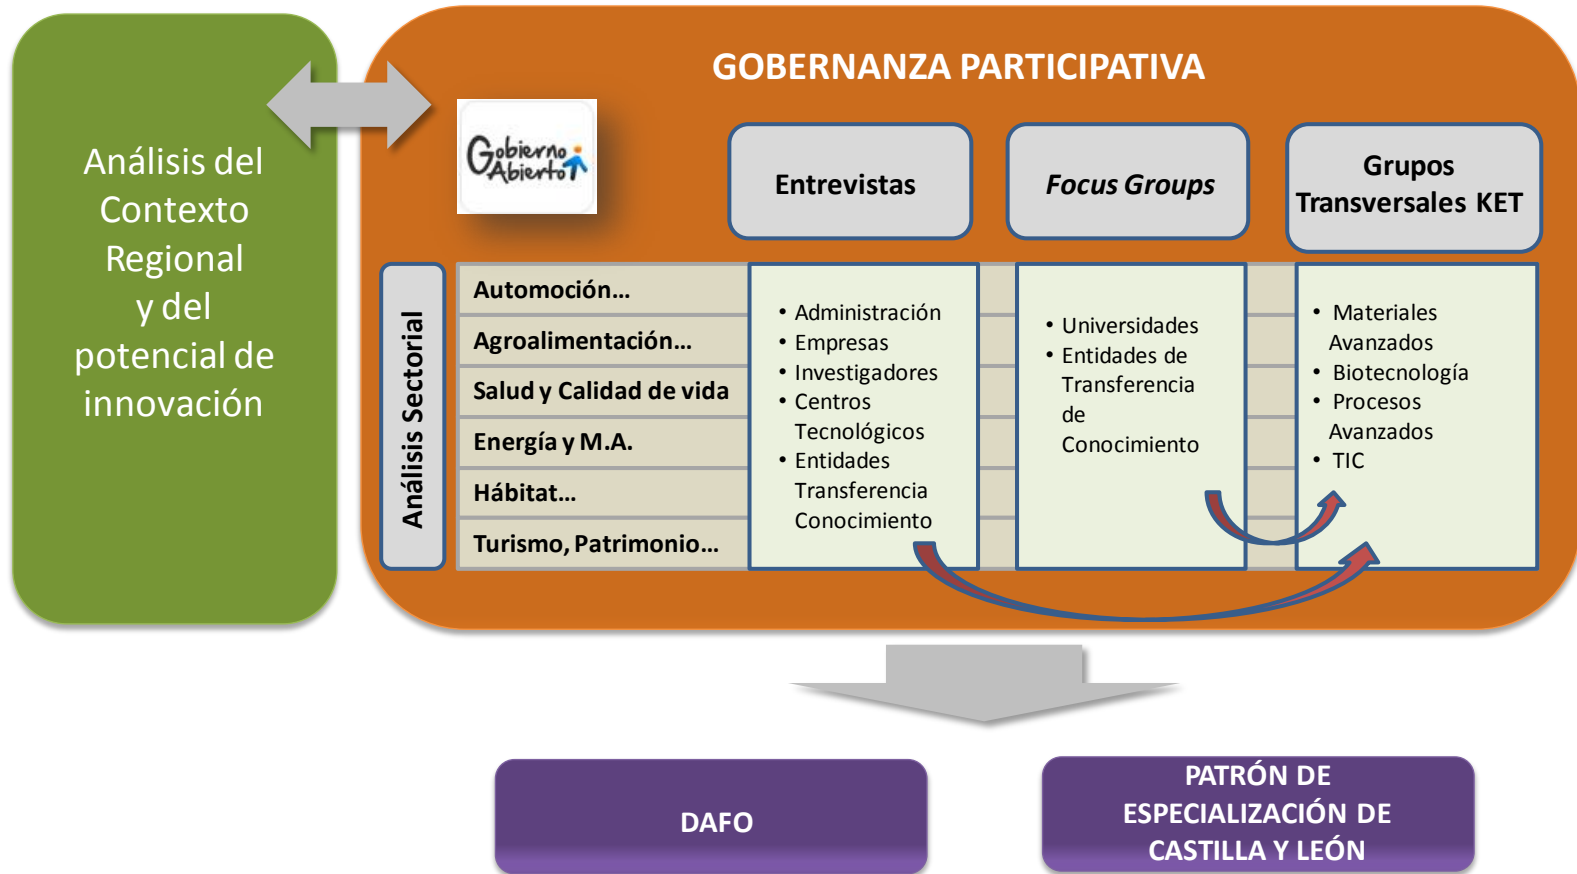 Análisis del
Contexto
Regional
y del
potencial de
innovación
GOBERNANZA PARTICIPATIVA
Gobierno
Abierto
Entrevistas
Focus Groups
Grupos
Transversales KET
Análisis Sectorial
Automoción...
Agroalimentación...
Salud y Calidad de vida
Energía y M.A.
Hábitat...
Turismo, Patrimonio...
• Administración
• Empresas
• Investigadores
• Centros
Tecnológicos
• Entidades
Transferencia
Conocimiento
• Universidades
• Entidades de
Transferencia
de
Conocimiento
• Materiales
Avanzados
• Biotecnología
• Procesos
Avanzados
• TIC
DAFO
PATRÓN DE
ESPECIALIZACIÓN DE
CASTILLA Y LEÓN